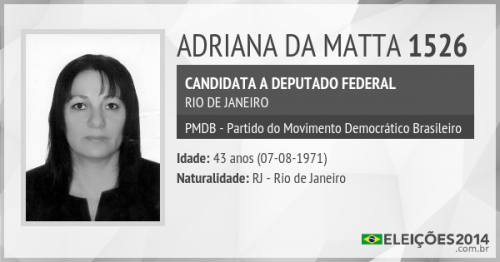 ADRIANA DA MATTA 1526
CANDIDATA A DEPUTADO FEDERAL
RIO DE JANEIRO
PMDB - Partido do Movimento Democrático Brasileiro
Idade: 43 anos (07-08-1971)
Naturalidade: RJ - Rio de Janeiro
ELEIÇÕES2014
.com.br